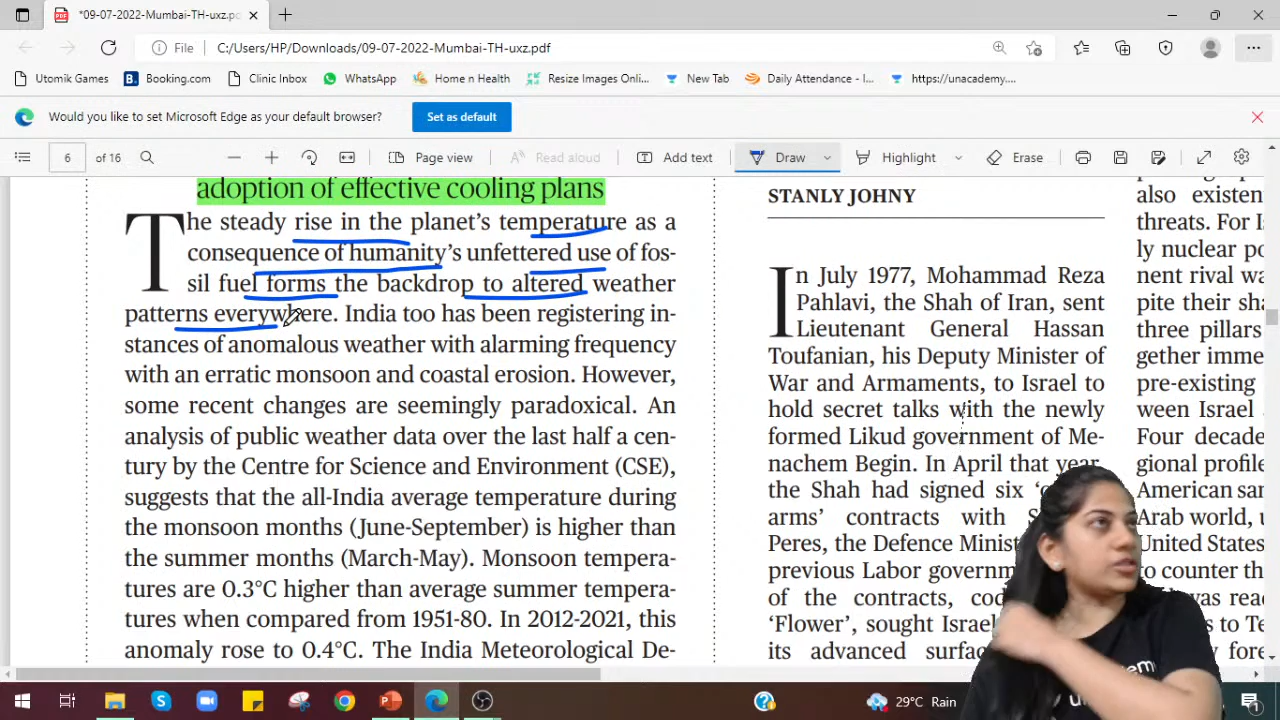 *09-07-2022-Mumbai-TH-uxz.pdf
File C:/Users/HP/Downloads/09-07-2022-Mumbai-TH-uxz.pdf
Utomik Games B. Booking.com Clinic Inbox WhatsApp Home n Health Resize Images Onli... New Tab Daily Attendance - I... https://unacademy....
Would you like to set Microsoft Edge as your default browser? Set as default
6 of 16 Page view Read aloud Add text Draw Highlight Erase
adoption of effective cooling plans
The steady rise in the planet's temperature as a
consequence of humanity's unfettered use of fos-
sil fuel forms the backdrop to altered weather
patterns everywhere. India too has been registering in-
stances of anomalous weather with alarming frequency
with an erratic monsoon and coastal erosion. However,
some recent changes are seemingly paradoxical. An
analysis of public weather data over the last half a cen-
tury by the Centre for Science and Environment (CSE),
suggests that the all-India average temperature during
the monsoon months (June-September) is higher than
the summer months (March-May). Monsoon tempera-
tures are 0.3°C higher than average summer tempera-
tures when compared from 1951-80. In 2012-2021, this
anomaly rose to 0.4°C. The India Meteorological De-
STANLY JOHNY
In July 1977, Mohammad Reza
Pahlavi, the Shah of Iran, sent
Lieutenant General Hassan
Toufanian, his Deputy Minister of
War and Armaments, to Israel to
hold secret talks with the newly
formed Likud government of Me-
nachem Begin. In April that year,
the Shah had signed six
arms' contracts with
Peres, the Defence
previous Labor
of the contracts,
'Flower', sought
its advanced
also existen
threats. For I
ly nuclear po
nent rival wa
pite their sha
three pillars
gether imme
pre-existing
ween Israel
Four decade
gional profile
American san
Arab world, u
United States
to counter th
was read
s to Te
fore
29°C Rain